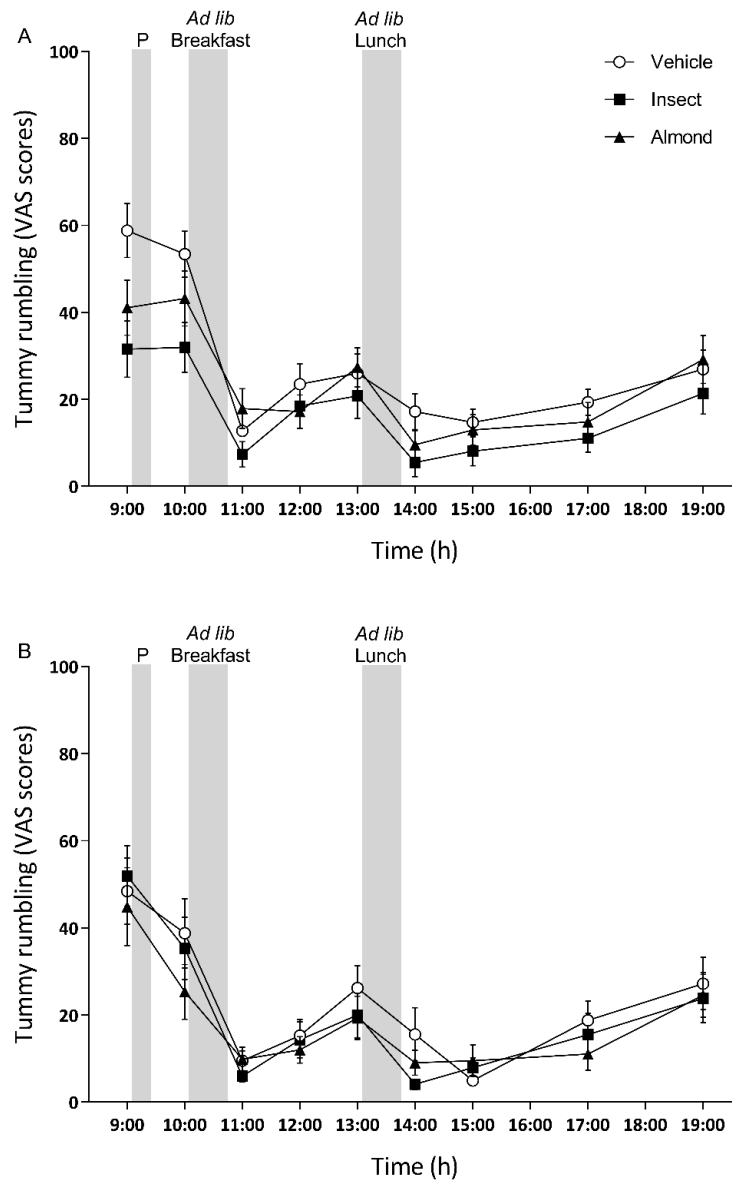 A
P
Ad lib
Breakfast
Ad lib
Lunch
Vehicle
Insect
Almond
Tummy rumbling (VAS scores)
100
80
60
40
20
0
9:00 10:00 11:00 12:00 13:00 14:00 15:00 16:00 17:00 18:00 19:00
Time (h)
B
P
Ad lib
Breakfast
Ad lib
Lunch
Tummy rumbling (VAS scores)
100
80
60
40
20
0
9:00 10:00 11:00 12:00 13:00 14:00 15:00 16:00 17:00 18:00 19:00
Time (h)